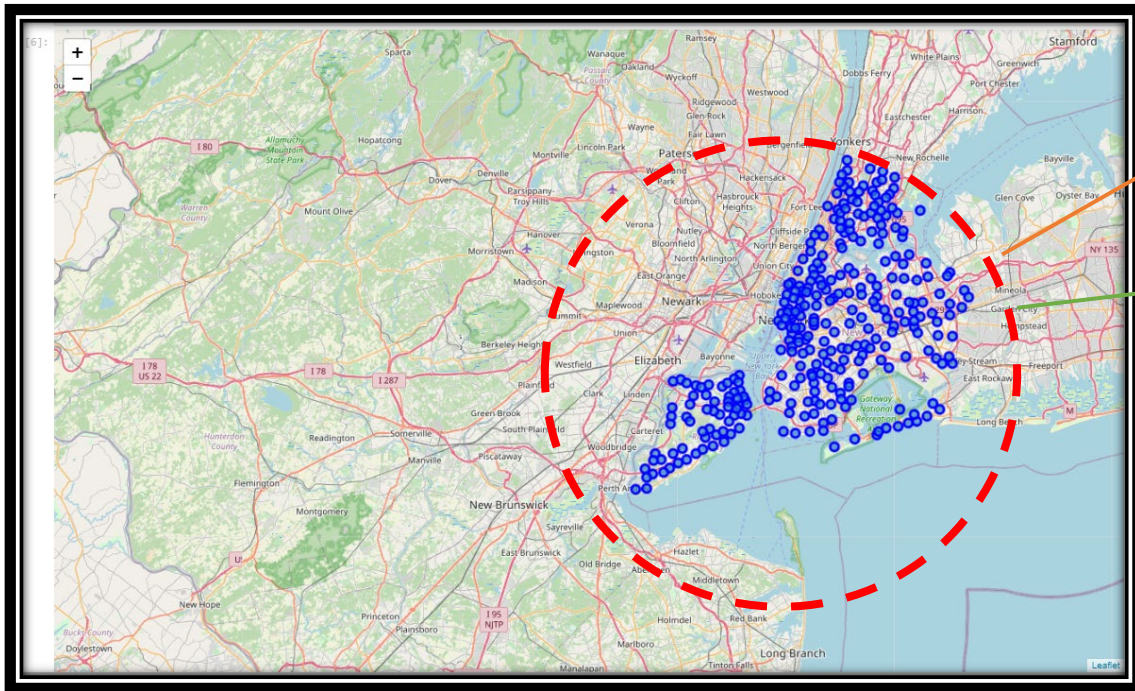 [6]:
+
−
Ramsey
Stamford
Sparta
Wanaque
White Plains
Greenwich
Oakland
Wyckoff
Dobbs Ferry
Port Chester
Passaic County
Westwood
Ridgewood
Eastchester
Harrison
Hopatcong
Glen Rock
Fair Lawn
Wayne
I 80
Allamuchy Mountain State Park
Lincoln Park
Bergenfield
Yonkers
Montville
Paterson
New Rochelle
Bayville
Denville
Dover
Hackensack
Parsippany-Troy Hills
Clifton
Hasbrouck Heights
Glen Cove
Oyster Bay
Warren County
Mount Olive
Fort Lee
Verona
Nutley
Cliffside Park
Hanover
Bloomfield
North Bergen
NY 135
Morristown
North Arlington
Union City
Madison
East Orange
Mineola
Maplewood
Newark
Hoboken
Garden City
Summit
Hempstead
Union
Berkeley Heights
Elizabeth
Bayonne
Westfield
Freeport
I 78
US 22
I 78
I 287
Plainfield
East Rockaway
Clark
Linden
Gateway National Recreation
Green Brook
South Plainfield
Carteret
Long Beach
Hunterdon County
Readington
Somerville
Woodbridge
Manville
Piscataway
Flemington
Perth
New Brunswick
Montgomery
Sayreville
East Brunswick
Hazlet
Old Bridge
Middletown
New Hope
I 95
NJTP
Princeton
Plainsboro
Holmdel
Red Bank
Bucks County
Doylestown
Marlboro
Long Branch
Manalapan
Tinton Falls
Leaflet